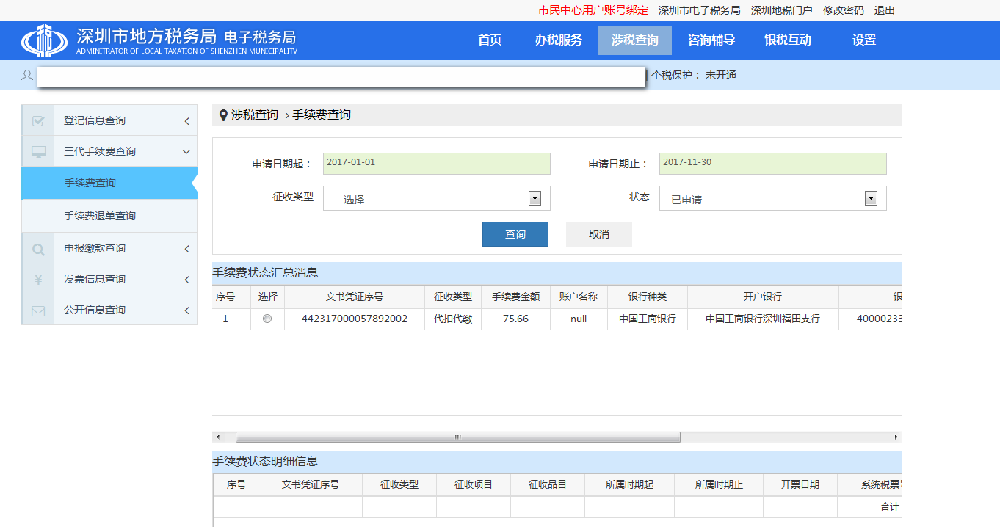 市民中心用户账号绑定 深圳市电子税务局 深圳地税门户 修改密码 退出
深圳市地方税务局 电子税务局
ADMINITRATOR OF LOCAL TAXATION OF SHENZHEN MUNICIPALITY
首页 办税服务 涉税查询 咨询辅导 银税互动 设置
个税保护： 未开通
登记信息查询
三代手续费查询
手续费查询
手续费退单查询
申报缴款查询
发票信息查询
公开信息查询
涉税查询 › 手续费查询
申请日期起： 2017-01-01 申请日期止： 2017-11-30
征收类型 --选择-- 状态 已申请
查询 取消
手续费状态汇总消息
序号 选择 文书凭证序号 征收类型 手续费金额 账户名称 银行种类 开户银行 银
1 442317000057892002 代扣代缴 75.66 null 中国工商银行 中国工商银行深圳福田支行 40000233
手续费状态明细信息
序号 文书凭证序号 征收类型 征收项目 征收品目 所属时期起 所属时期止 开票日期 系统税票
合计